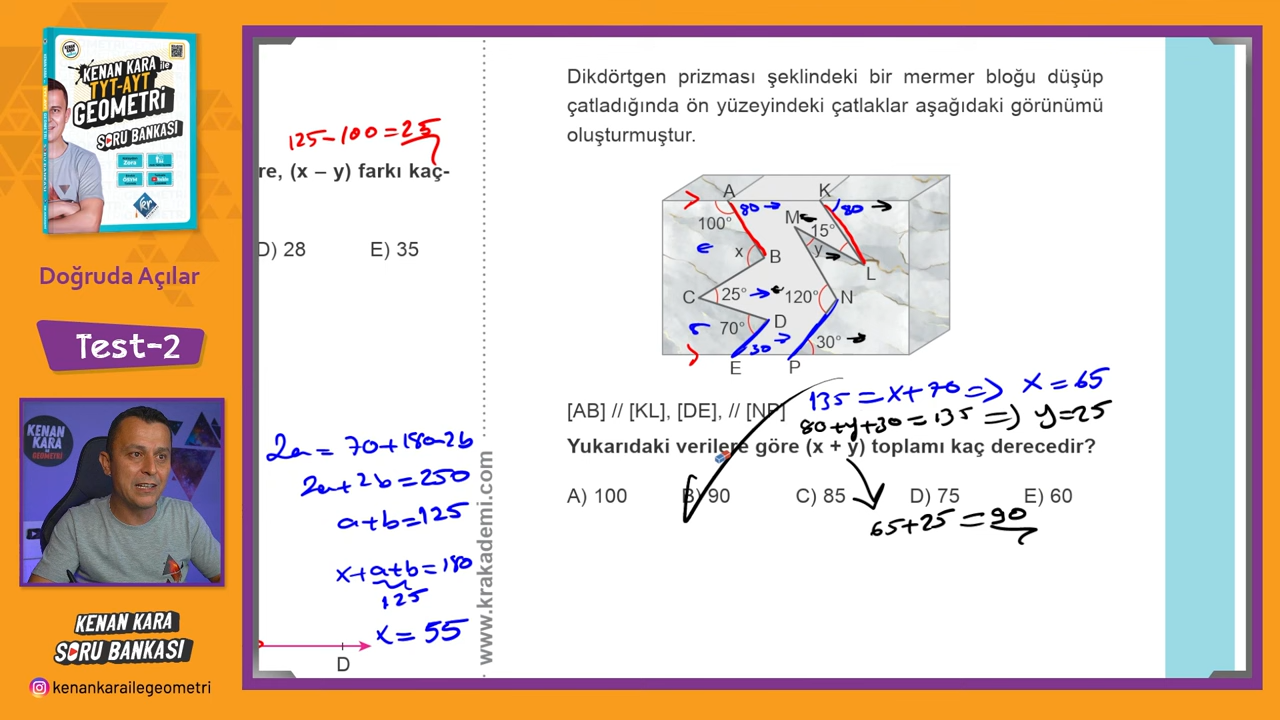 KENAN KARA ile
TYT-AYT
GEOMETRİ
SORU BANKASI
Doğruda Açılar
Test-2
KENAN KARA
SORU BANKASI
kenankarailegeometri
125-100=25
re, (x – y) farkı kaç-
D) 28
E) 35
2a = 70+180-2b
2a+2b=250
a+b=125
x+a+b=180
125
x=55
D
www.krakademi.com
Dikdörtgen prizması şeklindeki bir mermer bloğu düşüp
çatladığında ön yüzeyindeki çatlaklar aşağıdaki görünümü
oluşturmuştur.
A
K
80
80
100°
M
15°
x
B
y
L
C
25°
120°
N
70°
D
30
30°
E
P
135=x+70=> x=65
[AB] // [KL], [DE], // [NP]
80+y+30=135=> y=25
Yukarıdaki verilere göre (x + y) toplamı kaç derecedir?
A) 100
B) 90
C) 85
D) 75
E) 60
65+25=90